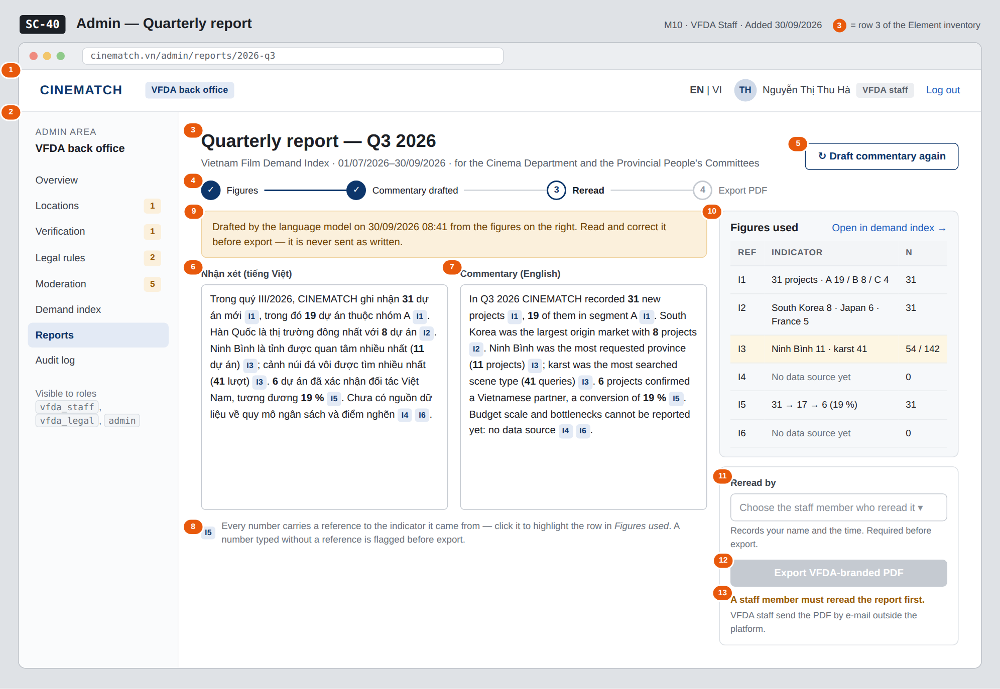 SC-40 Admin — Quarterly report
M10 · VFDA Staff · Added 30/09/2026 3 = row 3 of the Element inventory
cinematch.vn/admin/reports/2026-q3
1
CINEMATCH VFDA back office
EN | VI TH Nguyễn Thị Thu Hà VFDA staff Log out
2
ADMIN AREA
VFDA back office
Overview
Locations 1
Verification 1
Legal rules 2
Moderation 5
Demand index
Reports
Audit log
Visible to roles
vfda_staff,
vfda_legal, admin
3
Quarterly report — Q3 2026
Vietnam Film Demand Index · 01/07/2026–30/09/2026 · for the Cinema Department and the Provincial People's Committees
5
↻ Draft commentary again
4
✓ Figures ✓ Commentary drafted 3 Reread 4 Export PDF
9
Drafted by the language model on 30/09/2026 08:41 from the figures on the right. Read and correct it
before export — it is never sent as written.
6
Nhận xét (tiếng Việt)
Trong quý III/2026, CINEMATCH ghi nhận 31 dự
án mới I1, trong đó 19 dự án thuộc nhóm A I1.
Hàn Quốc là thị trường đông nhất với 8 dự án I2.
Ninh Bình là tỉnh được quan tâm nhiều nhất (11
dự án) I3; cảnh núi đá vôi được tìm nhiều nhất
(41 lượt) I3. 6 dự án đã xác nhận đối tác Việt
Nam, tương đương 19 % I5. Chưa có nguồn dữ
liệu về quy mô ngân sách và điểm nghẽn I4 I6.
7
Commentary (English)
In Q3 2026 CINEMATCH recorded 31 new
projects I1, 19 of them in segment A I1. South
Korea was the largest origin market with 8 projects
I2. Ninh Bình was the most requested province
(11 projects) I3; karst was the most searched
scene type (41 queries) I3. 6 projects confirmed
a Vietnamese partner, a conversion of 19 % I5.
Budget scale and bottlenecks cannot be reported
yet: no data source I4 I6.
8
I5 Every number carries a reference to the indicator it came from — click it to highlight the row in Figures used. A
number typed without a reference is flagged before export.
10
Figures used Open in demand index →
REF INDICATOR N
I1 31 projects · A 19 / B 8 / C 4 31
I2 South Korea 8 · Japan 6 · 31
France 5
I3 Ninh Bình 11 · karst 41 54 / 142
I4 No data source yet 0
I5 31 → 17 → 6 (19 %) 31
I6 No data source yet 0
11
Reread by
Choose the staff member who reread it ▾
Records your name and the time. Required before
export.
12
Export VFDA-branded PDF
13
A staff member must reread the report first.
VFDA staff send the PDF by e-mail outside the
platform.